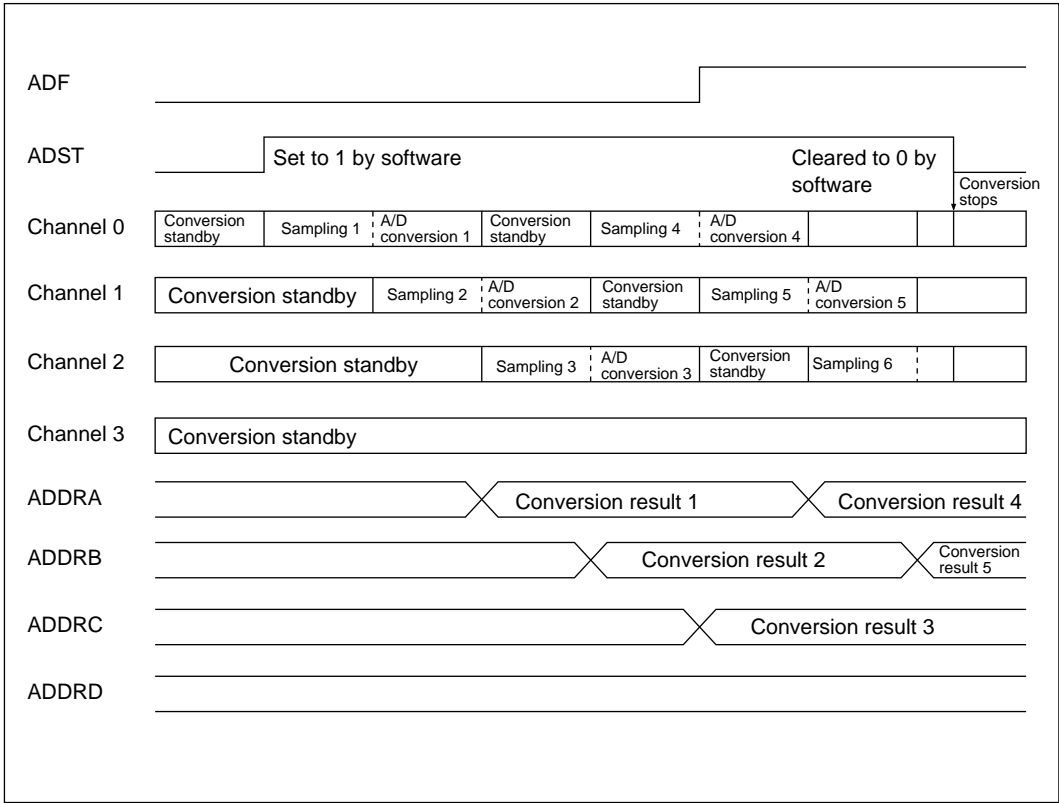 ADF
ADST
Set to 1 by software
Cleared to 0 by
software
Conversion
stops
Channel 0
Conversion
standby
Sampling 1
A/D
conversion 1
Conversion
standby
Sampling 4
A/D
conversion 4
Channel 1
Conversion standby
Sampling 2
A/D
conversion 2
Conversion
standby
Sampling 5
A/D
conversion 5
Channel 2
Conversion standby
Sampling 3
A/D
conversion 3
Conversion
standby
Sampling 6
Channel 3
Conversion standby
ADDRA
Conversion result 1
Conversion result 4
ADDRB
Conversion result 2
Conversion
result 5
ADDRC
Conversion result 3
ADDRD